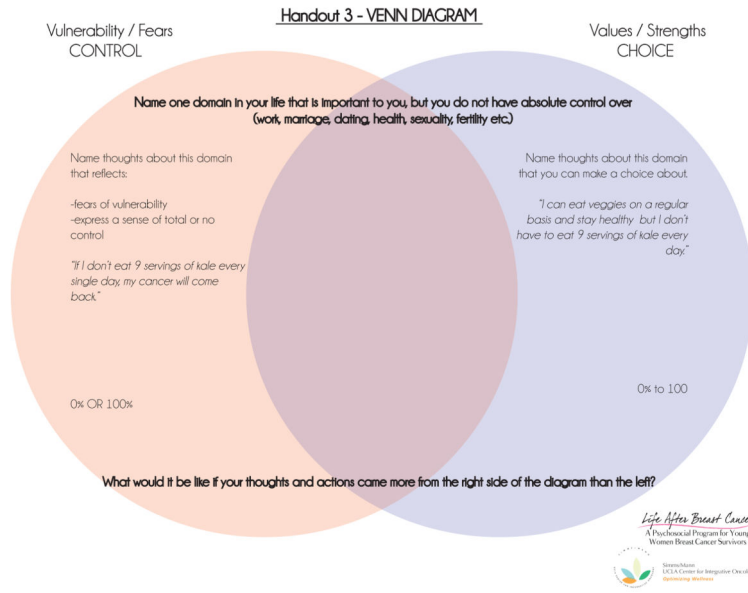 Handout 3 - VENN DIAGRAM
Vulnerability / Fears
CONTROL
Values / Strengths
CHOICE
Name one domain in your life that is important to you, but you do not have absolute control over
(work, marriage, dating, health, sexuality, fertility etc.)
Name thoughts about this domain
that reflects:
-fears of vulnerability
-express a sense of total or no
control
"If I don't eat 9 servings of kale every
single day, my cancer will come
back."
0% OR 100%
Name thoughts about this domain
that you can make a choice about.
"I can eat veggies on a regular
basis and stay healthy but I don't
have to eat 9 servings of kale every
day."
0% to 100
What would it be like if your thoughts and actions came more from the right side of the diagram than the left?
Life After Breast Cance
A Psychosocial Program for Young
Women Breast Cancer Survivors
Simms/Mann
UCLA Center for Integrative Oncol
Optimizing Wellness